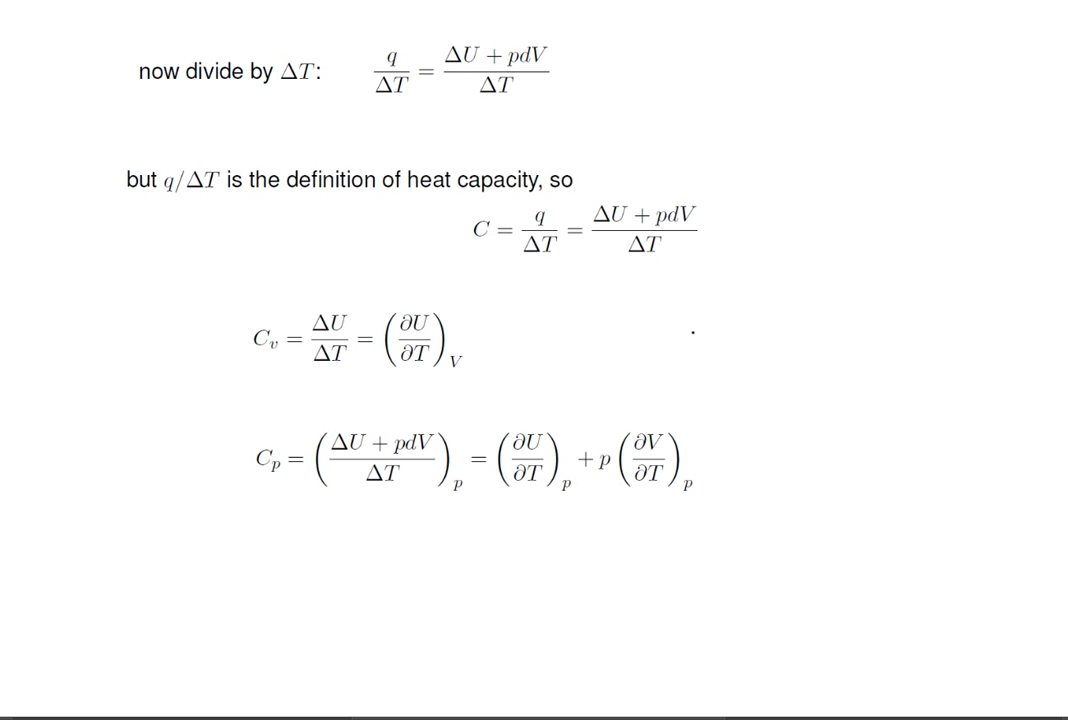 now divide by ΔT: q/ΔT = (ΔU + pdV)/ΔT
but q/ΔT is the definition of heat capacity, so
C = q/ΔT = (ΔU + pdV)/ΔT
C_v = ΔU/ΔT = (∂U/∂T)_V .
C_p = ((ΔU + pdV)/ΔT)_p = (∂U/∂T)_p + p(∂V/∂T)_p